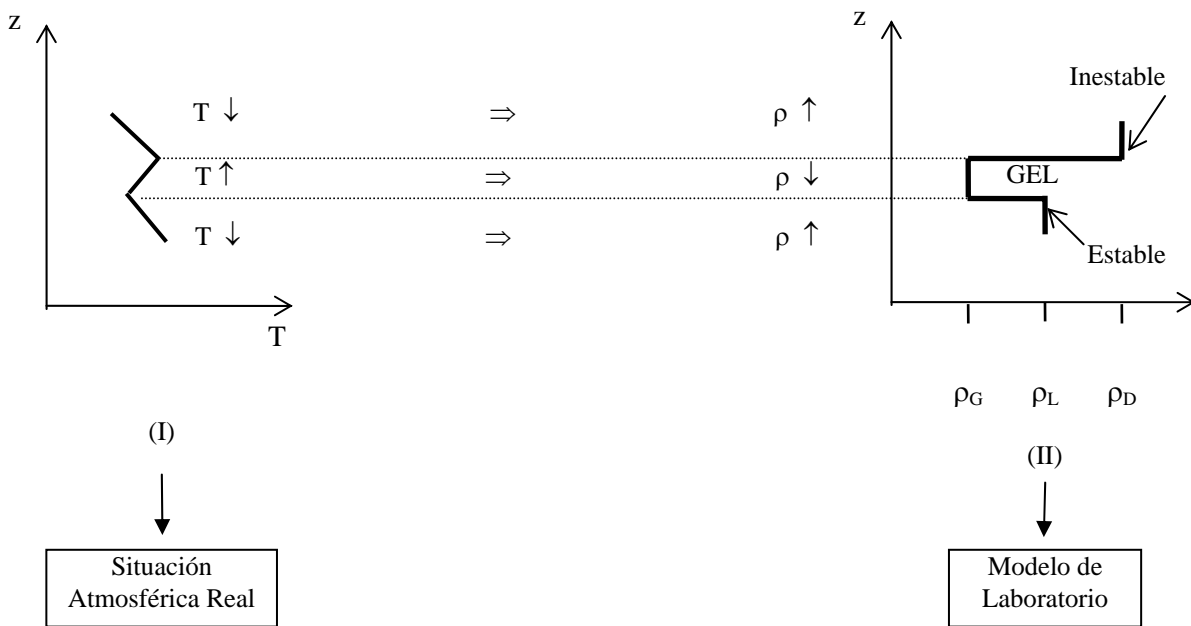 z
z
Inestable
T ↓ ⇒ ρ ↑
T ↑ ⇒ ρ ↓
GEL
T ↓ ⇒ ρ ↑
Estable
T
ρG ρL ρD
(I)
(II)
Situación
Atmosférica Real
Modelo de
Laboratorio